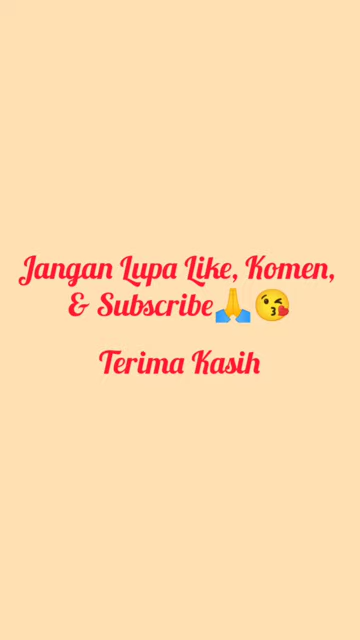 Jangan Lupa Like, Komen,
& Subscribe🙏😘
Terima Kasih